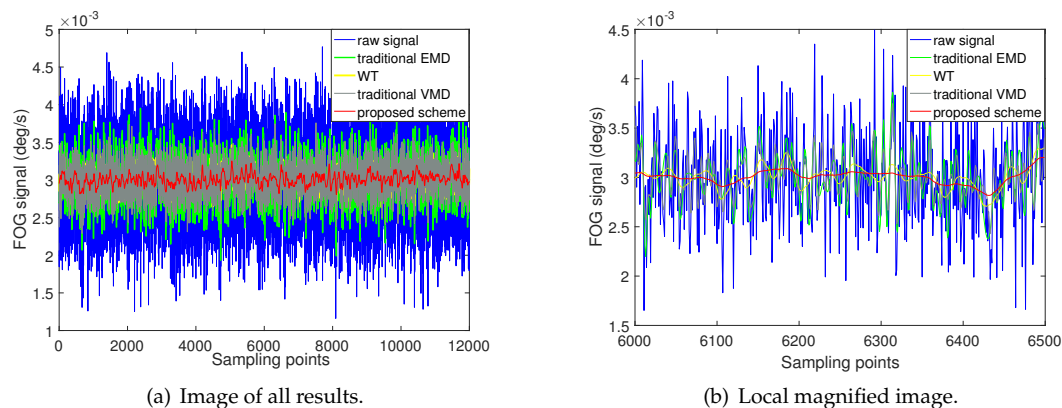 ×10-3
5
4.5
4
3.5
3
2.5
2
1.5
1
FOG signal (deg/s)
raw signal
traditional EMD
WT
traditional VMD
proposed scheme
0 2000 4000 6000 8000 10000 12000
Sampling points
(a) Image of all results.
×10-3
4.5
4
3.5
3
2.5
2
1.5
FOG signal (deg/s)
raw signal
traditional EMD
WT
traditional VMD
proposed scheme
6000 6100 6200 6300 6400 6500
Sampling points
(b) Local magnified image.